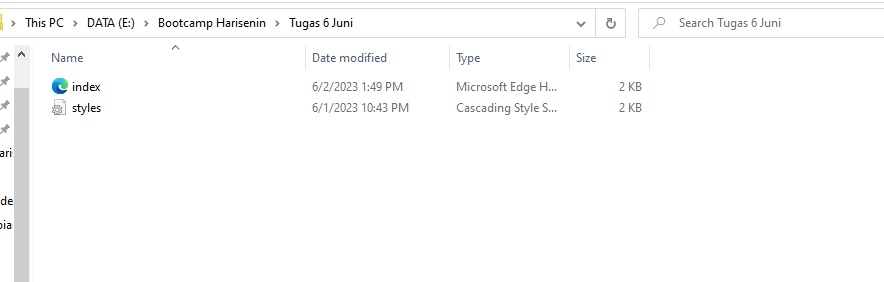 This PC > DATA (E:) > Bootcamp Harisenin > Tugas 6 Juni
Search Tugas 6 Juni
Name Date modified Type Size
index 6/2/2023 1:49 PM Microsoft Edge H... 2 KB
styles 6/1/2023 10:43 PM Cascading Style S... 2 KB
aris
de